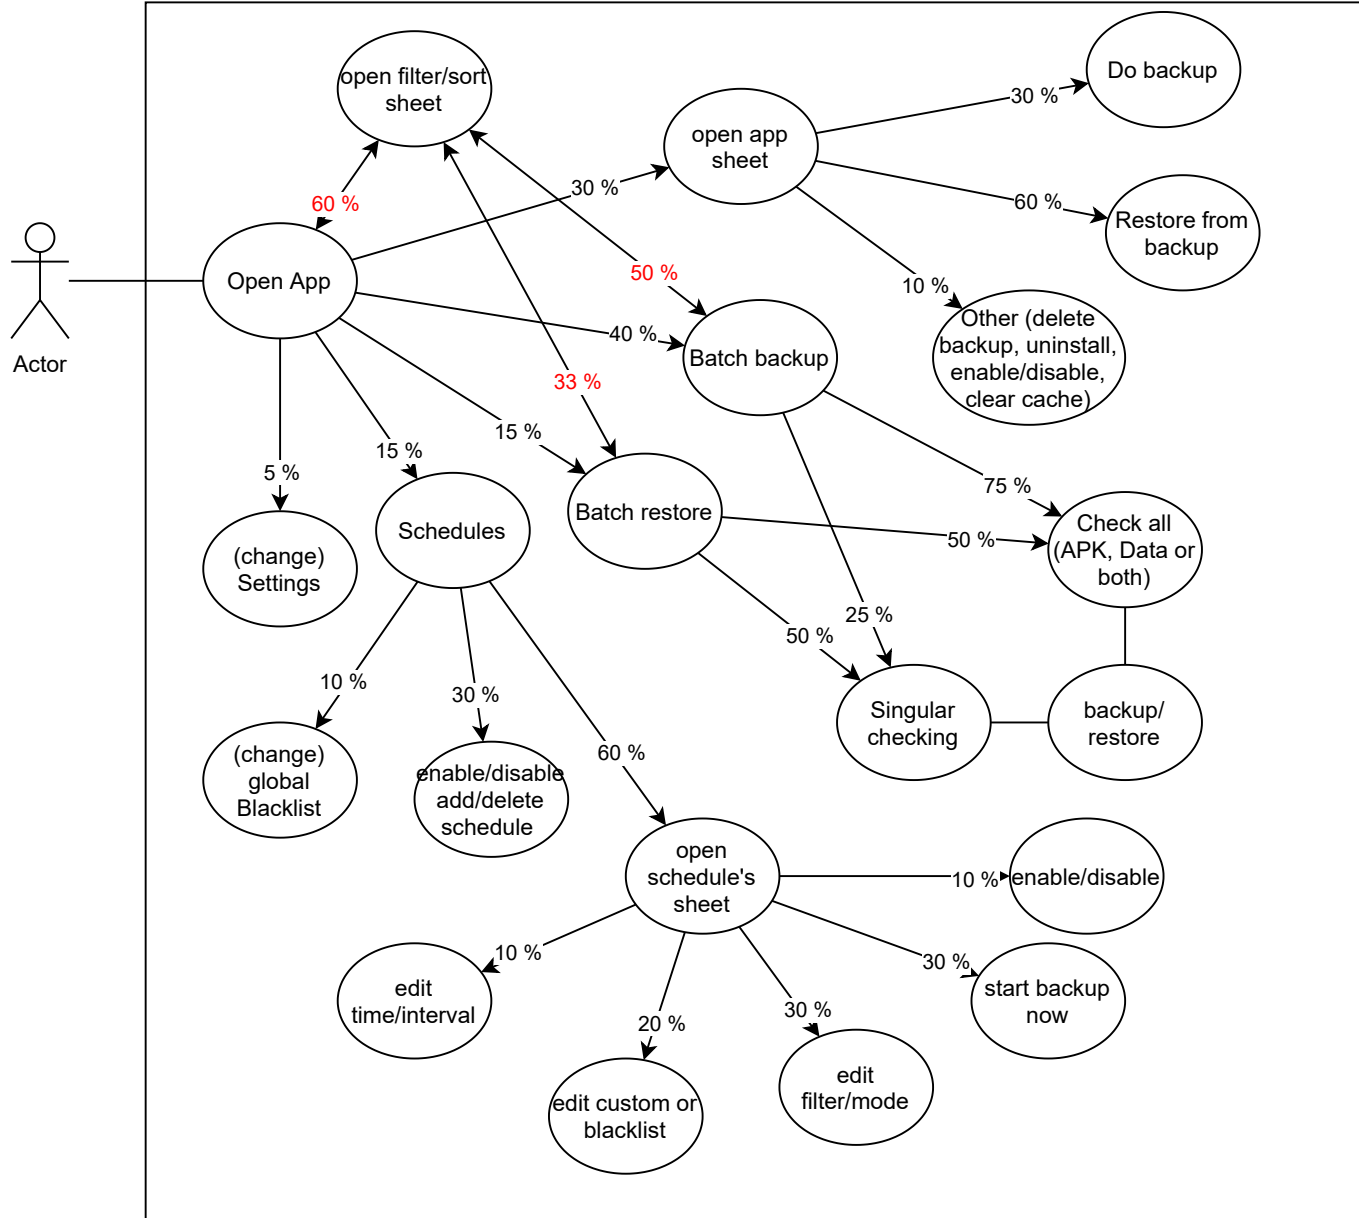 open filter/sort
sheet
Do backup
30 %
open app
sheet
30 %
60 %
60 %
Restore from
backup
Open App
50 %
10 %
Other (delete
backup, uninstall,
enable/disable,
clear cache)
40 %
Batch backup
Actor
33 %
15 %
15 %
5 %
75 %
Schedules
Batch restore
50 %
Check all
(APK, Data or
both)
(change)
Settings
25 %
50 %
10 %
30 %
Singular
checking
backup/
restore
60 %
(change)
global
Blacklist
enable/disable
add/delete
schedule
open
schedule's
sheet
10 %
enable/disable
10 %
30 %
edit
time/interval
start backup
now
20 %
30 %
edit
filter/mode
edit custom or
blacklist